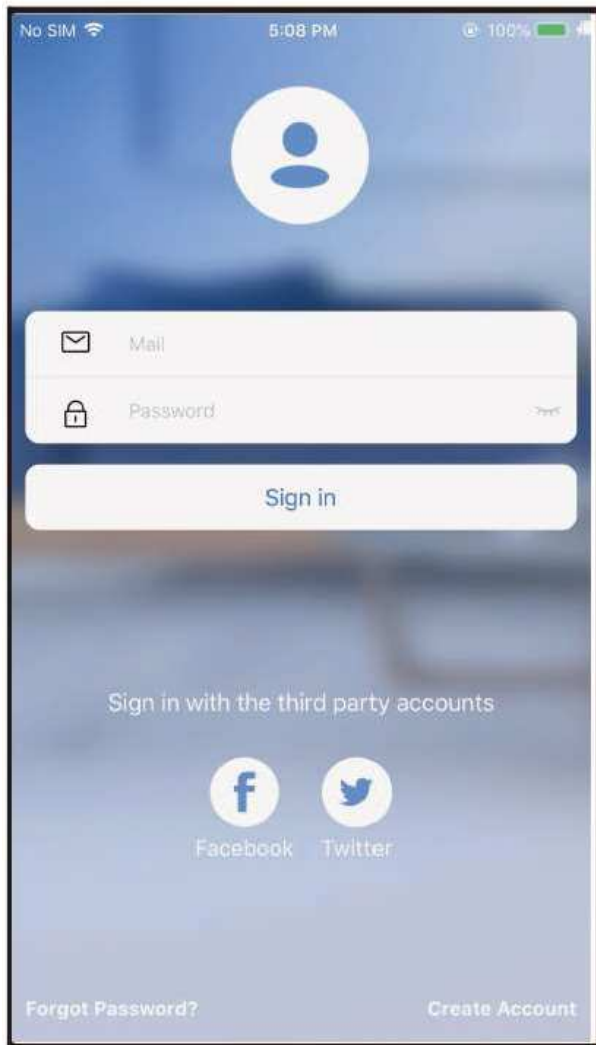 No SIM 5:08 PM 100%
Mail
Password
Sign in
Sign in with the third party accounts
Facebook Twitter
Forgot Password? Create Account